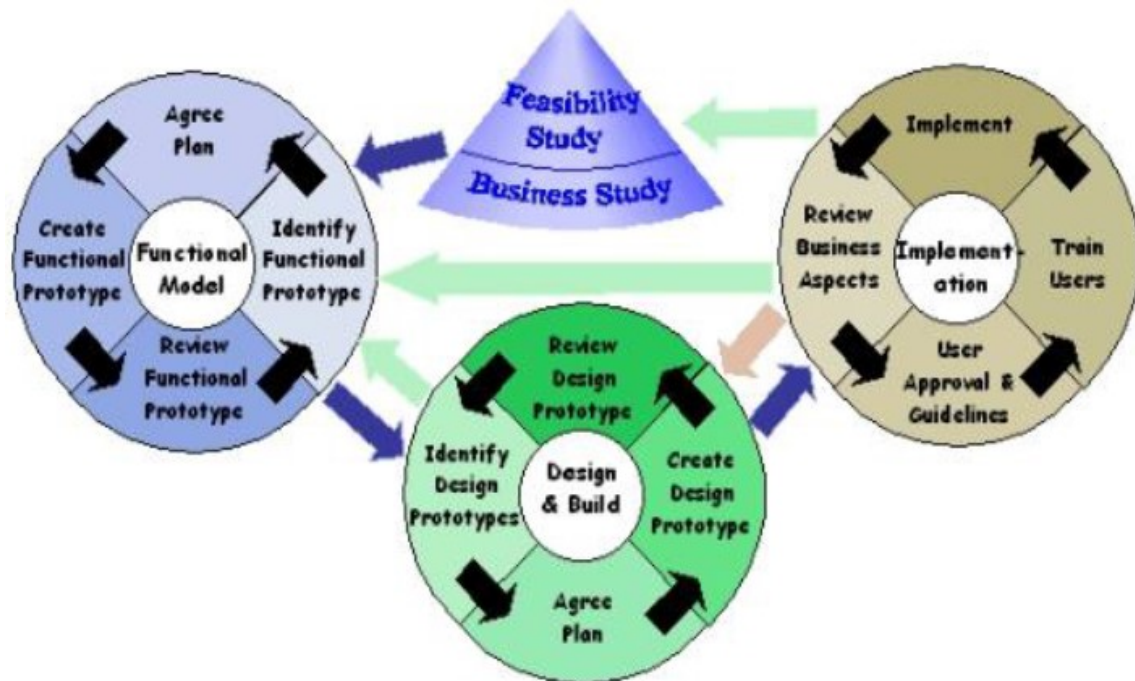 Feasibility
Study
Business Study
Agree
Plan
Create
Functional
Prototype
Functional
Model
Identify
Functional
Prototype
Review
Functional
Prototype
Implement
Review
Business
Aspects
Implement-
ation
Train
Users
User
Approval &
Guidelines
Review
Design
Prototype
Identify
Design
Prototypes
Design
& Build
Create
Design
Prototype
Agree
Plan